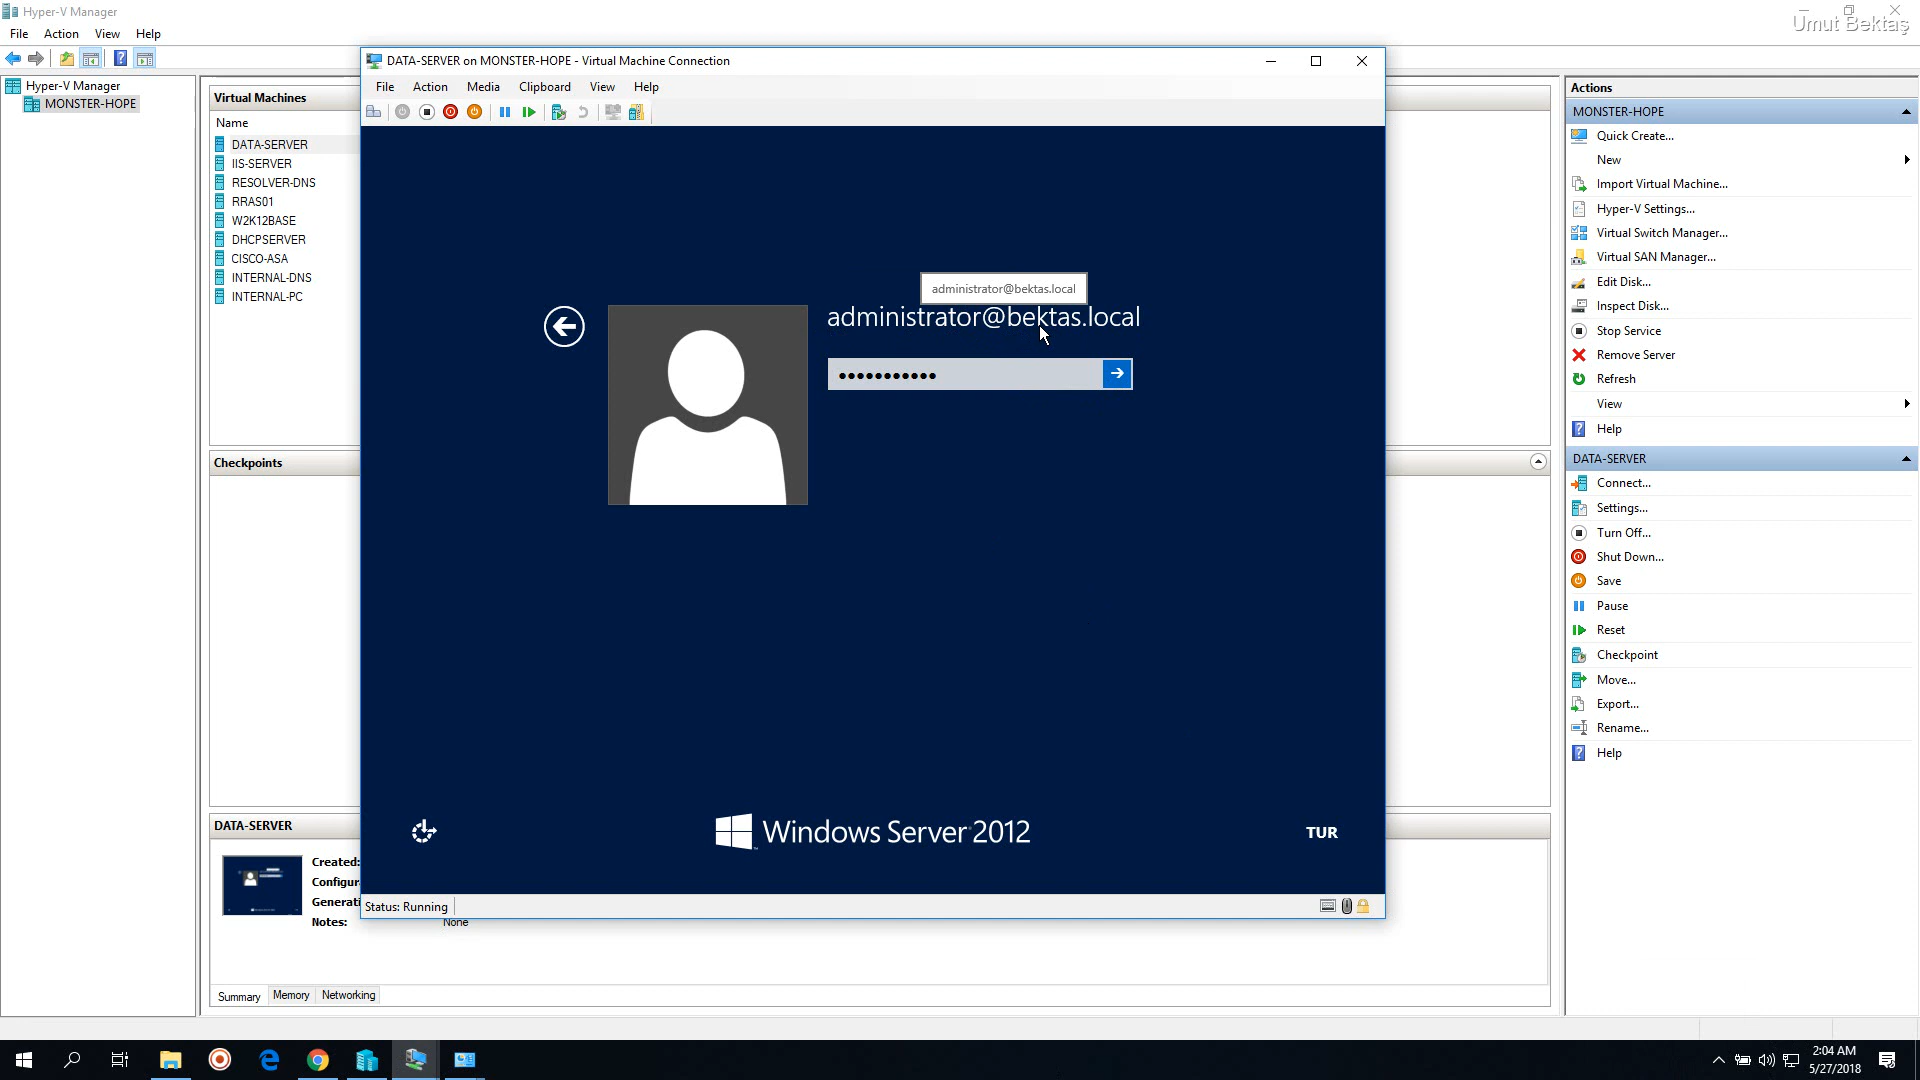 Hyper-V Manager
Umut Bektaş
File Action View Help
Hyper-V Manager
MONSTER-HOPE
Virtual Machines
Name
DATA-SERVER
IIS-SERVER
RESOLVER-DNS
RRAS01
W2K12BASE
DHCPSERVER
CISCO-ASA
INTERNAL-DNS
INTERNAL-PC
Checkpoints
DATA-SERVER
Created:
Configur
Generati
Notes:
None
Summary Memory Networking
DATA-SERVER on MONSTER-HOPE - Virtual Machine Connection
File Action Media Clipboard View Help
administrator@bektas.local
administrator@bektas.local
Windows Server 2012
TUR
Status: Running
Actions
MONSTER-HOPE
Quick Create...
New
Import Virtual Machine...
Hyper-V Settings...
Virtual Switch Manager...
Virtual SAN Manager...
Edit Disk...
Inspect Disk...
Stop Service
Remove Server
Refresh
View
Help
DATA-SERVER
Connect...
Settings...
Turn Off...
Shut Down...
Save
Pause
Reset
Checkpoint
Move...
Export...
Rename...
Help
2:04 AM
5/27/2018